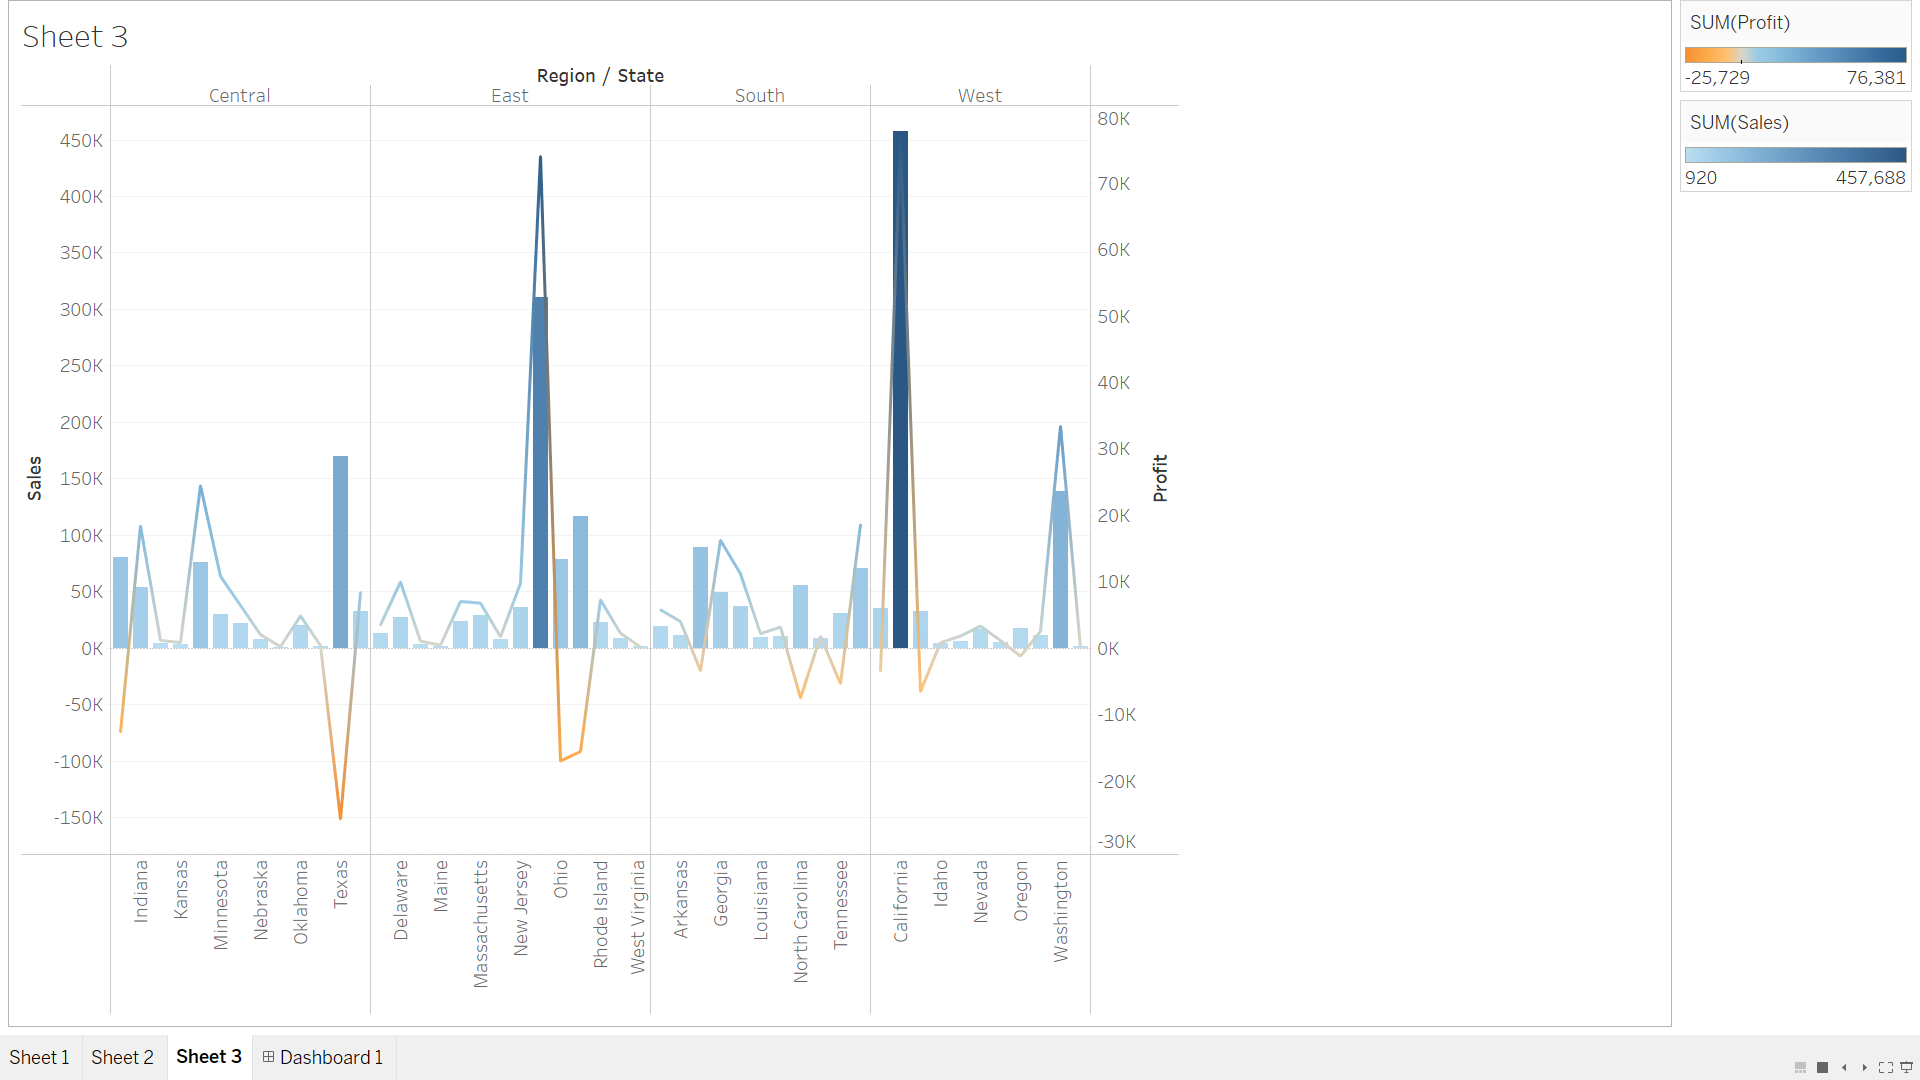 Sheet 3
Region / State
Central
East
South
West
Sales
450K
400K
350K
300K
250K
200K
150K
100K
50K
0K
-50K
-100K
-150K
80K
70K
60K
50K
40K
30K
20K
10K
0K
-10K
-20K
-30K
Profit
Indiana
Kansas
Minnesota
Nebraska
Oklahoma
Texas
Delaware
Maine
Massachusetts
New Jersey
Ohio
Rhode Island
West Virginia
Arkansas
Georgia
Louisiana
North Carolina
Tennessee
California
Idaho
Nevada
Oregon
Washington
SUM(Profit)
-25,729 76,381
SUM(Sales)
920 457,688
Sheet 1 Sheet 2 Sheet 3 Dashboard 1